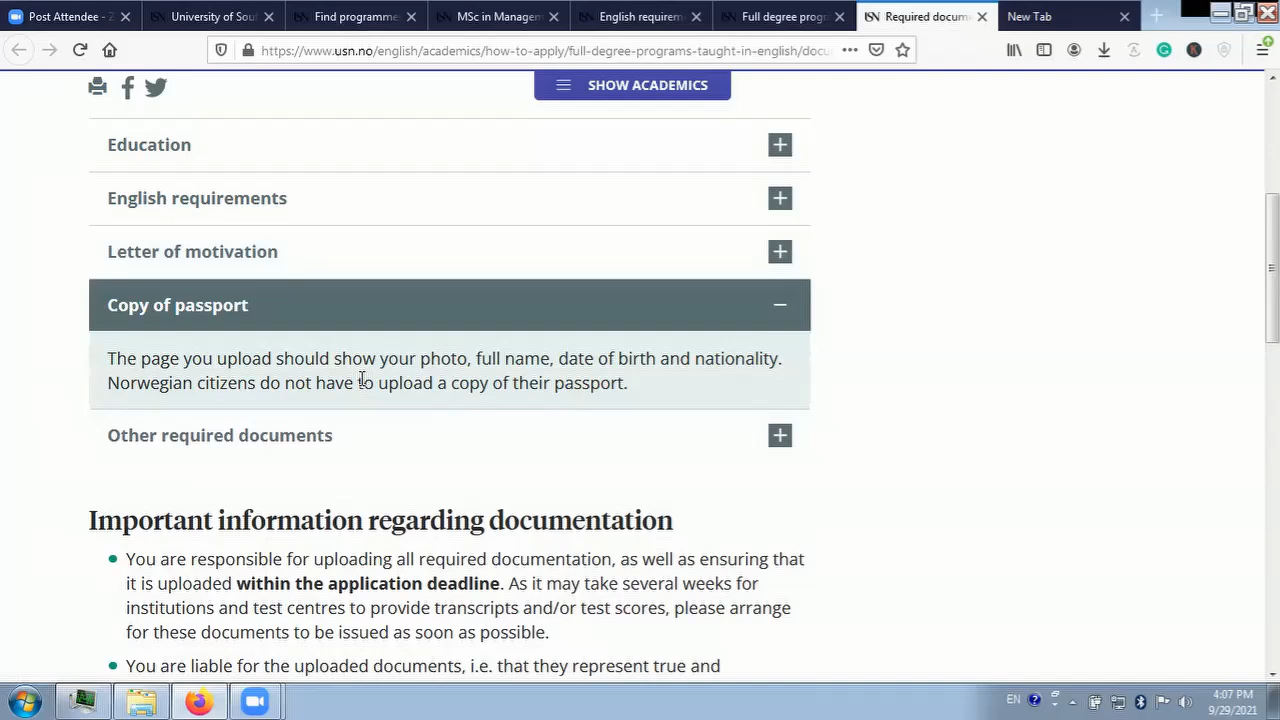 Post Attendee - Z
University of Sou
Find programme
MSc in Managem
English requirem
Full degree prog
Required docum
New Tab
https://www.usn.no/english/academics/how-to-apply/full-degree-programs-taught-in-english/docu
SHOW ACADEMICS
Education
English requirements
Letter of motivation
Copy of passport
The page you upload should show your photo, full name, date of birth and nationality.
Norwegian citizens do not have to upload a copy of their passport.
Other required documents
Important information regarding documentation
You are responsible for uploading all required documentation, as well as ensuring that
it is uploaded within the application deadline. As it may take several weeks for
institutions and test centres to provide transcripts and/or test scores, please arrange
for these documents to be issued as soon as possible.
You are liable for the uploaded documents, i.e. that they represent true and
EN
4:07 PM
9/29/2021